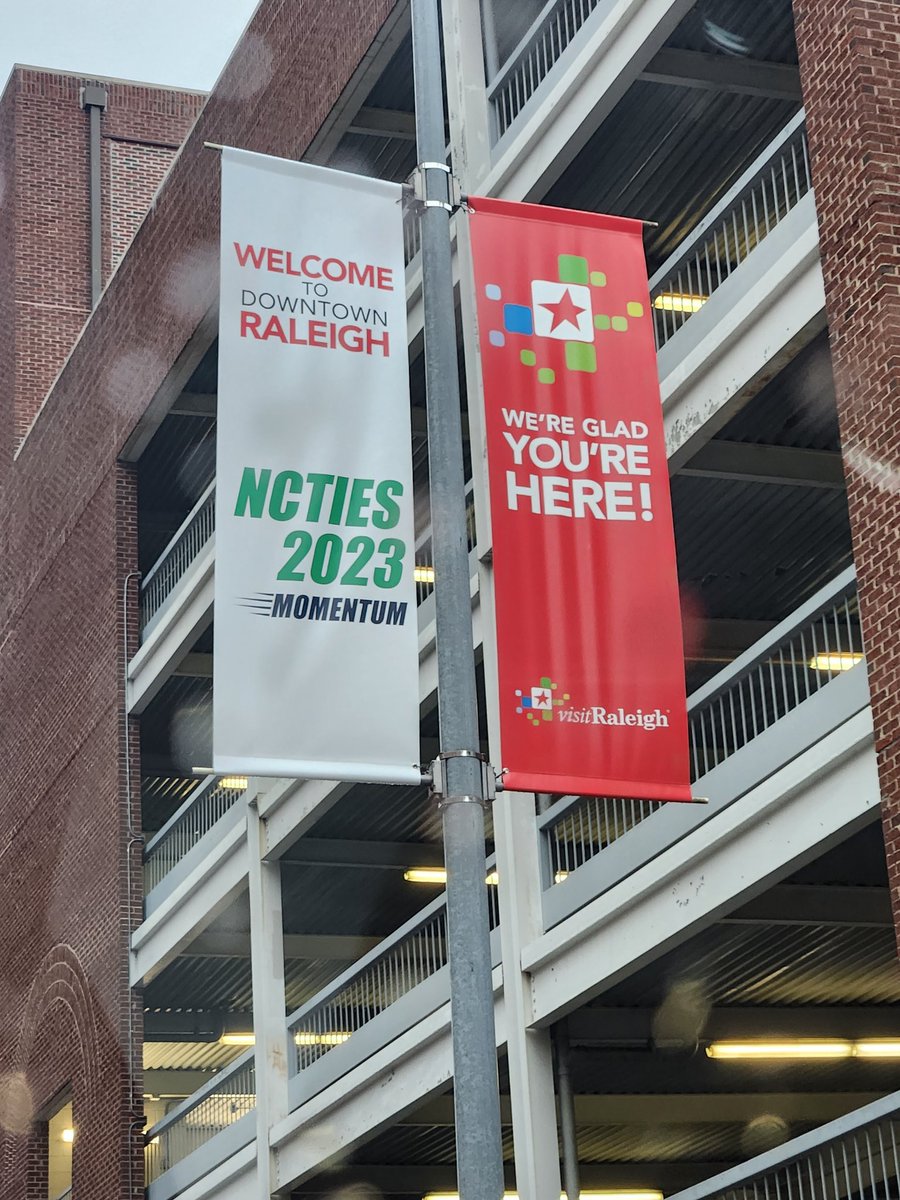 WELCOME
TO
DOWNTOWN
RALEIGH
NCTIES
2023
MOMENTUM
WE'RE GLAD
YOU'RE
HERE!
visitRaleigh